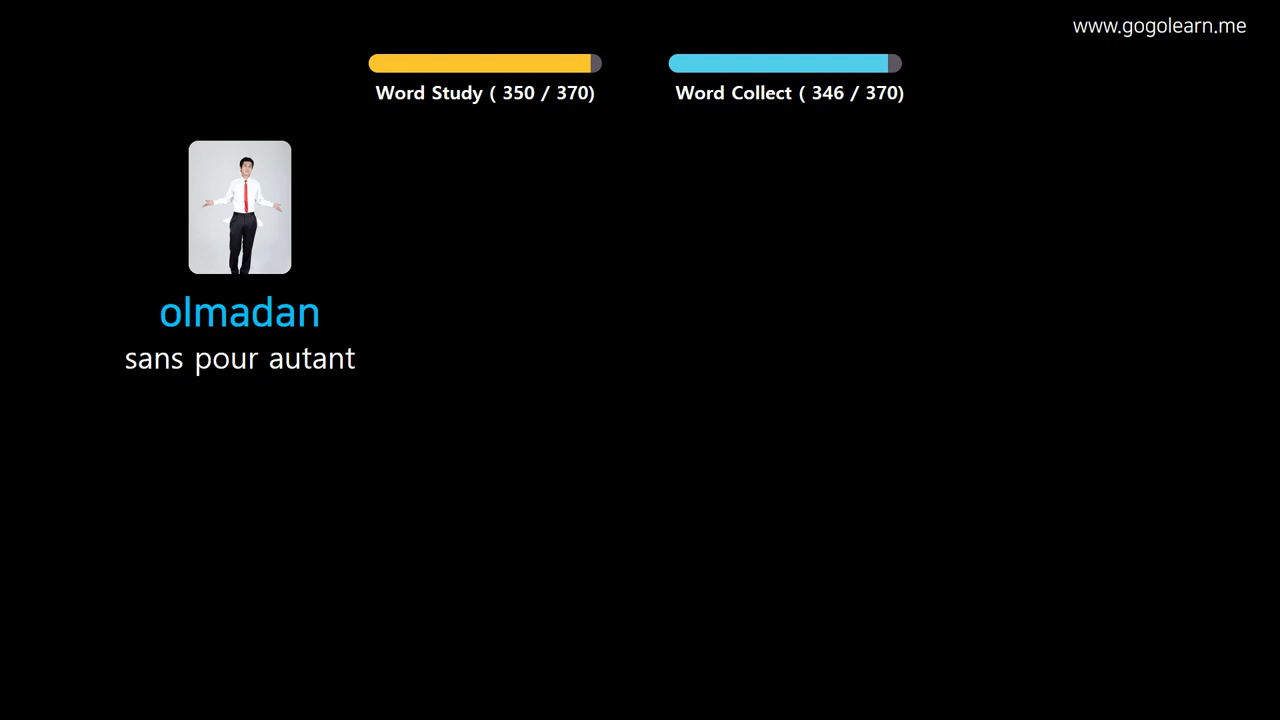 www.gogolearn.me
Word Study ( 350 / 370)
Word Collect ( 346 / 370)
olmadan
sans pour autant